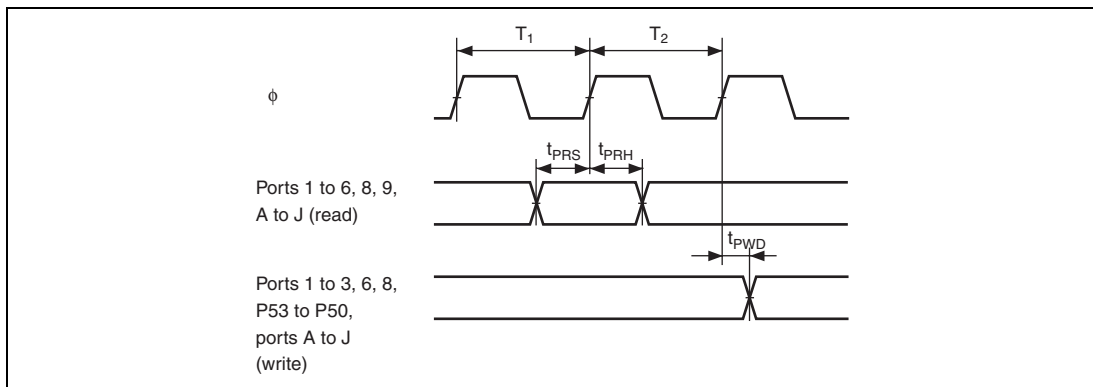 T1 T2
ϕ
tPRS tPRH
Ports 1 to 6, 8, 9,
A to J (read)
tPWD
Ports 1 to 3, 6, 8,
P53 to P50,
ports A to J
(write)